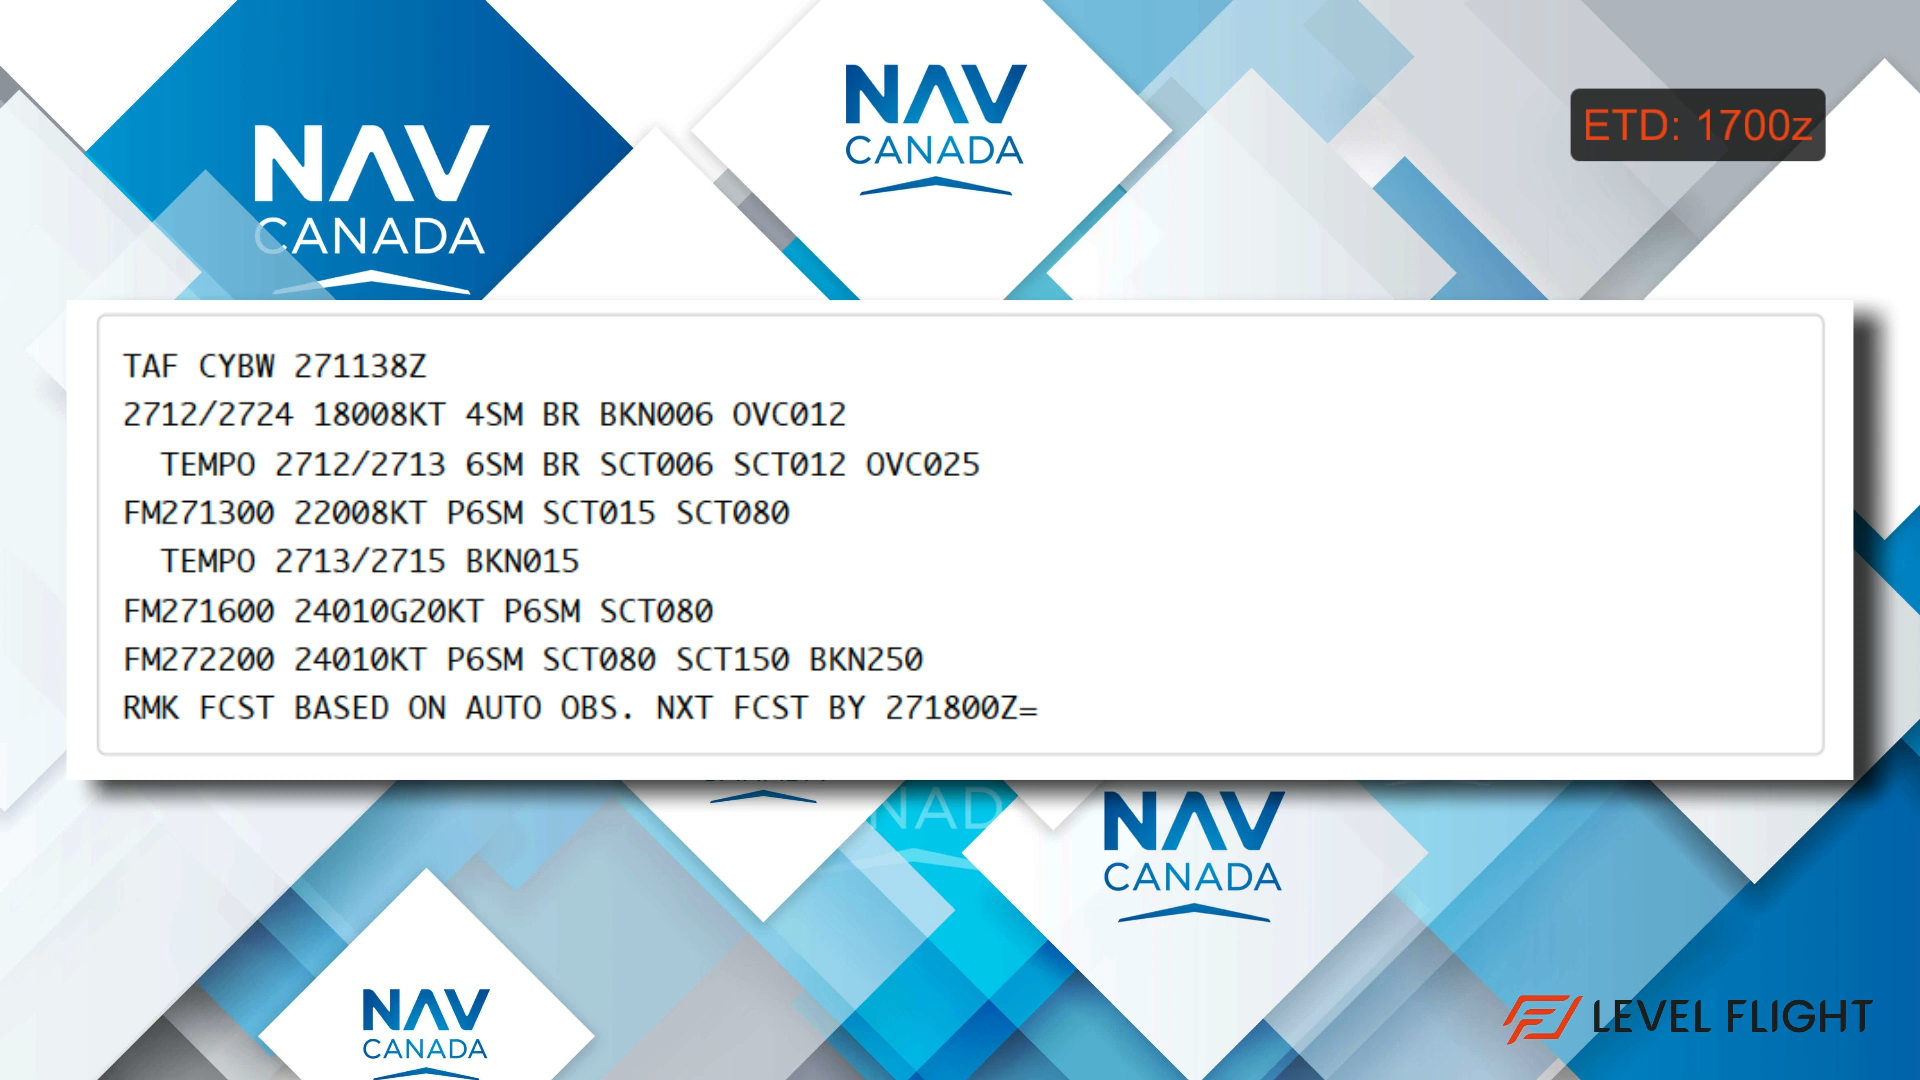 NAV
CANADA
NAV
CANADA
ETD: 1700z
TAF CYBW 271138Z
2712/2724 18008KT 4SM BR BKN006 OVC012
TEMPO 2712/2713 6SM BR SCT006 SCT012 OVC025
FM271300 22008KT P6SM SCT015 SCT080
TEMPO 2713/2715 BKN015
FM271600 24010G20KT P6SM SCT080
FM272200 24010KT P6SM SCT080 SCT150 BKN250
RMK FCST BASED ON AUTO OBS. NXT FCST BY 271800Z=
NAD
NAV
CANADA
NAV
CANADA
LEVEL FLIGHT